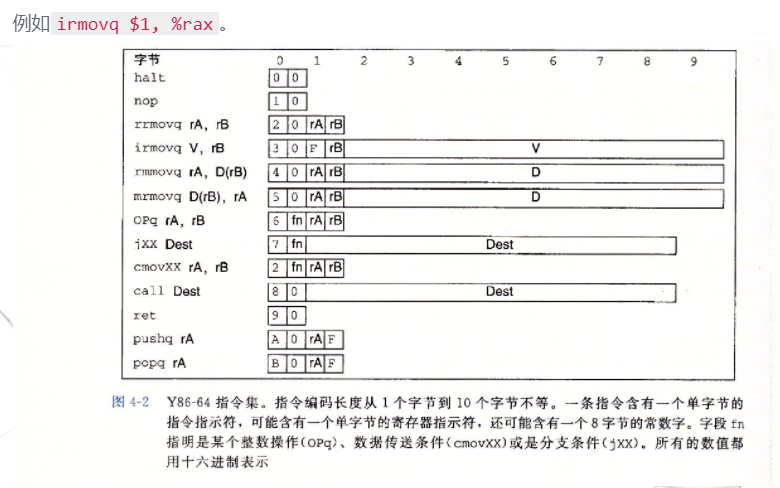 例如 irmovq $1, %rax 。
字节 0 1 2 3 4 5 6 7 8 9
halt 0 0
nop 1 0
rrmovq rA, rB 2 0 rA rB
irmovq V, rB 3 0 F rB V
rmmovq rA, D(rB) 4 0 rA rB D
mrmovq D(rB), rA 5 0 rA rB D
OPq rA, rB 6 fn rA rB
jXX Dest 7 fn Dest
cmovXX rA, rB 2 fn rA rB
call Dest 8 0 Dest
ret 9 0
pushq rA A 0 rA F
popq rA B 0 rA F
图 4-2 Y86-64 指令集。指令编码长度从 1 个字节到 10 个字节不等。一条指令含有一个单字节的
指令指示符，可能含有一个单字节的寄存器指示符，还可能含有一个 8 字节的常数字。字段 fn
指明是某个整数操作(OPq)、数据传送条件(cmovXX)或是分支条件(jXX)。所有的数值都
用十六进制表示